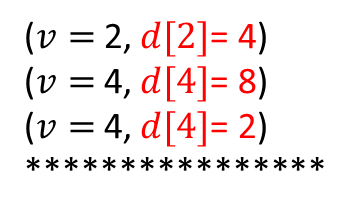 (v = 2, d[2]= 4)
(v = 4, d[4]= 8)
(v = 4, d[4]= 2)
****************